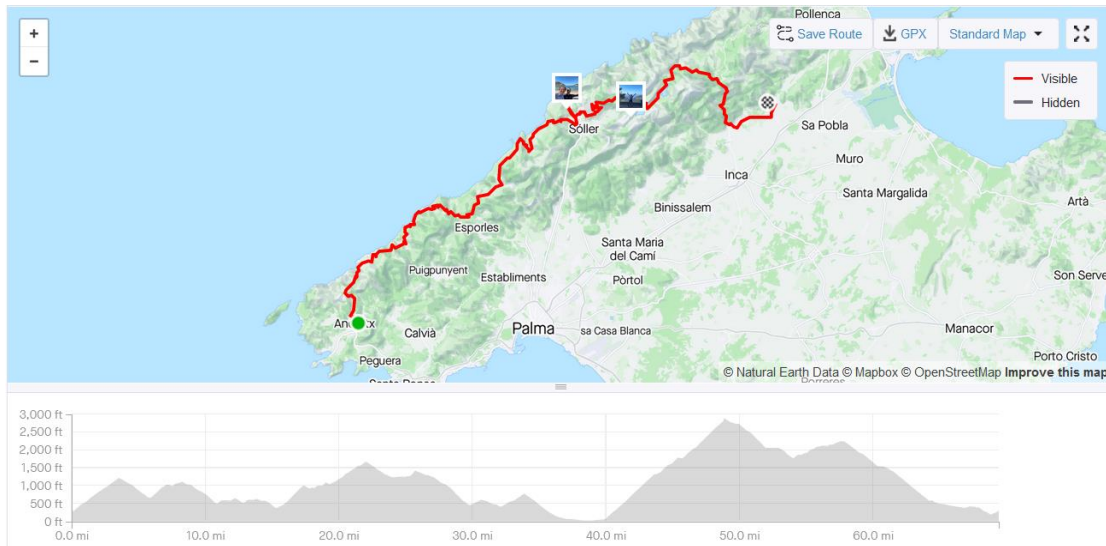 +
−
Pollença
Save Route
GPX
Standard Map
Visible
Hidden
Sóller
Sa Pobla
Muro
Inca
Santa Margalida
Artà
Binissalem
Esporles
Santa Maria
del Camí
Puigpunyent
Establiments
Pòrtol
Son Serve
Palma
sa Casa Blanca
Manacor
Calvià
Peguera
Porto Cristo
© Natural Earth Data © Mapbox © OpenStreetMap Improve this map
3,000 ft
2,500 ft
2,000 ft
1,500 ft
1,000 ft
500 ft
0 ft
0.0 mi
10.0 mi
20.0 mi
30.0 mi
40.0 mi
50.0 mi
60.0 mi